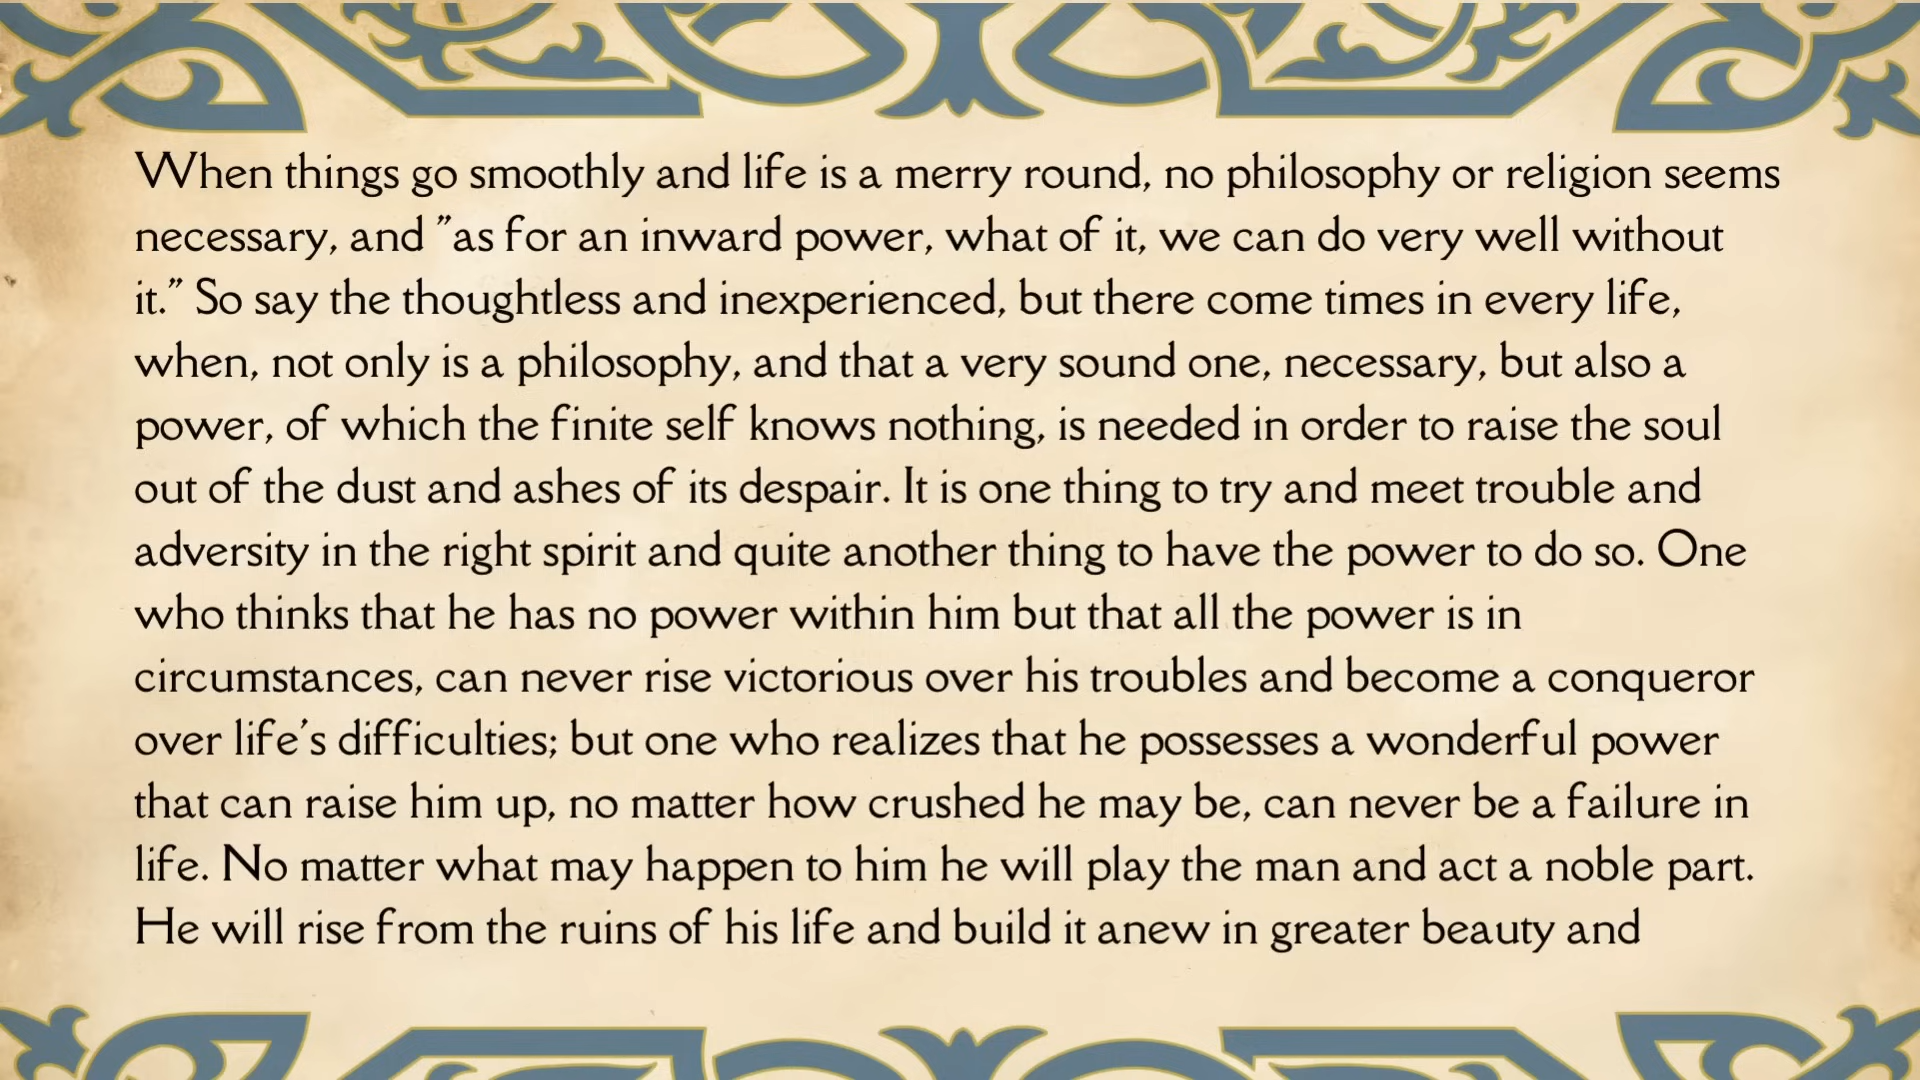 When things go smoothly and life is a merry round, no philosophy or religion seems
necessary, and "as for an inward power, what of it, we can do very well without
it." So say the thoughtless and inexperienced, but there come times in every life,
when, not only is a philosophy, and that a very sound one, necessary, but also a
power, of which the finite self knows nothing, is needed in order to raise the soul
out of the dust and ashes of its despair. It is one thing to try and meet trouble and
adversity in the right spirit and quite another thing to have the power to do so. One
who thinks that he has no power within him but that all the power is in
circumstances, can never rise victorious over his troubles and become a conqueror
over life's difficulties; but one who realizes that he possesses a wonderful power
that can raise him up, no matter how crushed he may be, can never be a failure in
life. No matter what may happen to him he will play the man and act a noble part.
He will rise from the ruins of his life and build it anew in greater beauty and